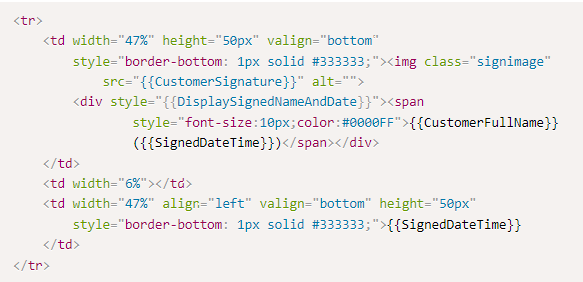 <tr>
<td width="47%" height="50px" valign="bottom"
style="border-bottom: 1px solid #333333;"><img class="signimage"
src="{{CustomerSignature}}" alt="">
<div style="{{DisplaySignedNameAndDate}}"><span
style="font-size:10px;color:#0000FF">{{CustomerFullName}}
({{SignedDateTime}})</span></div>
</td>
<td width="6%"></td>
<td width="47%" align="left" valign="bottom" height="50px"
style="border-bottom: 1px solid #333333;">{{SignedDateTime}}
</td>
</tr>